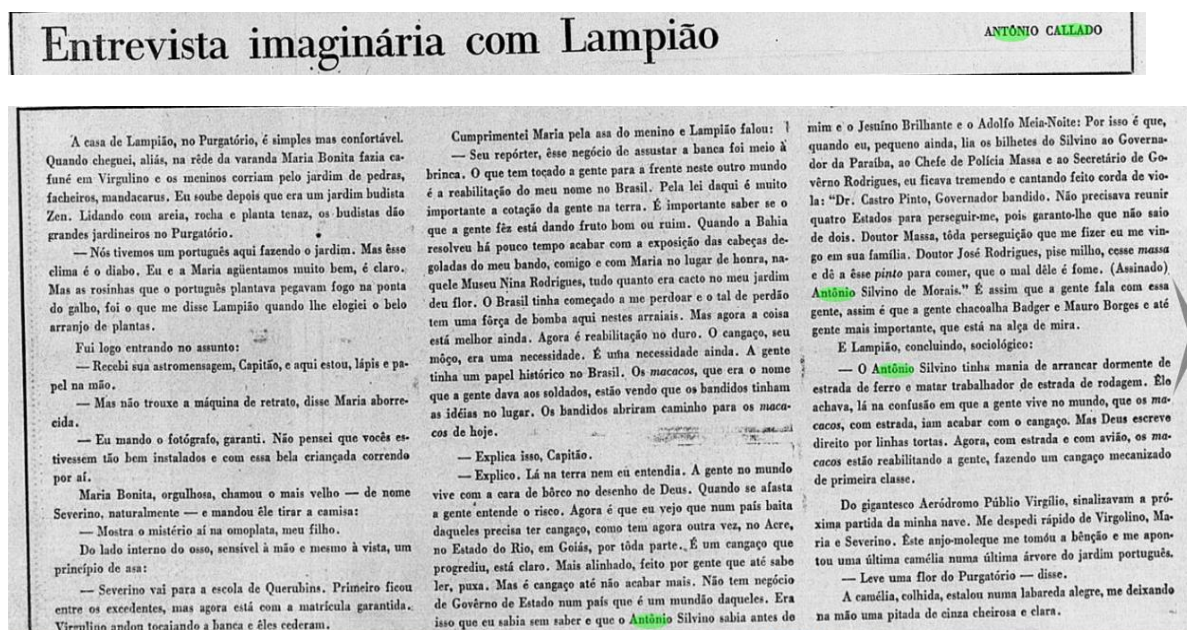 Entrevista imaginária com Lampião
ANTÔNIO CALLADO
A casa de Lampião, no Purgatório, é simples mas confortável.
Quando cheguei, aliás, na rêde da varanda Maria Bonita fazia ca-
funé em Virgulino e os meninos corriam pelo jardim de pedras,
facheiros, mandacarus. Eu soube depois que era um jardim budista
Zen. Lidando com areia, rocha e planta tenaz, os budistas dão
grandes jardineiros no Purgatório.
— Nós tivemos um português aqui fazendo o jardim. Mas êsse
clima é o diabo. Eu e a Maria agüentamos muito bem, é claro.
Mas as rosinhas que o português plantava pegavam fogo na ponta
do galho, foi o que me disse Lampião quando lhe elogiei o belo
arranjo de plantas.
Fui logo entrando no assunto:
— Recebi sua astromensagem, Capitão, e aqui estou, lápis e pa-
pel na mão.
— Mas não trouxe a máquina de retrato, disse Maria aborre-
cida.
— Eu mando o fotógrafo, garanti. Não pensei que vocês es-
tivessem tão bem instalados e com essa bela criançada correndo
por aí.
Maria Bonita, orgulhosa, chamou o mais velho — de nome
Severino, naturalmente — e mandou êle tirar a camisa:
— Mostra o mistério aí na omoplata, meu filho.
Do lado interno do osso, sensível à mão e mesmo à vista, um
princípio de asa:
— Severino vai para a escola de Querubins. Primeiro ficou
entre os excedentes, mas agora está com a matrícula garantida.
Virgulino andou tocaiando a banca e êles cederam.
Cumprimentei Maria pela asa do menino e Lampião falou:
— Seu repórter, êsse negócio de assustar a banca foi meio à
brinca. O que tem tocado a gente para a frente neste outro mundo
é a reabilitação do meu nome no Brasil. Pela lei daqui é muito
importante a cotação da gente na terra. É importante saber se o
que a gente fêz está dando fruto bom ou ruim. Quando a Bahia
resolveu há pouco tempo acabar com a exposição das cabeças de-
goladas do meu bando, comigo e com Maria no lugar de honra, na-
quele Museu Nina Rodrigues, tudo quanto era cacto no meu jardim
deu flor. O Brasil tinha começado a me perdoar e o tal de perdão
tem uma fôrça de bomba aqui nestes arraiais. Mas agora a coisa
está melhor ainda. Agora é reabilitação no duro. O cangaço, seu
môço, era uma necessidade. É uma necessidade ainda. A gente
tinha um papel histórico no Brasil. Os macacos, que era o nome
que a gente dava aos soldados, estão vendo que os bandidos tinham
as idéias no lugar. Os bandidos abriram caminho para os maca-
cos de hoje.
— Explica isso, Capitão.
— Explico. Lá na terra nem eu entendia. A gente no mundo
vive com a cara de bôrco no desenho de Deus. Quando se afasta
a gente entende o risco. Agora é que eu vejo que num país baita
daqueles precisa ter cangaço, como tem agora outra vez, no Acre,
no Estado do Rio, em Goiás, por tôda parte. É um cangaço que
progrediu, está claro. Mais alinhado, feito por gente que até sabe
ler, puxa. Mas é cangaço até não acabar mais. Não tem negócio
de Govêrno de Estado num país que é um mundão daqueles. Era
isso que eu sabia sem saber e que o Antônio Silvino sabia antes de
mim e o Jesuíno Brilhante e o Adolfo Meia-Noite: Por isso é que,
quando eu, pequeno ainda, lia os bilhetes do Silvino ao Governa-
dor da Paraíba, ao Chefe de Polícia Massa e ao Secretário de Go-
vêrno Rodrigues, eu ficava tremendo e cantando feito corda de vio-
la: "Dr. Castro Pinto, Governador bandido. Não precisava reunir
quatro Estados para perseguir-me, pois garanto-lhe que não saio
de dois. Doutor Massa, tôda perseguição que me fizer eu me vin-
go em sua família. Doutor José Rodrigues, pise milho, cesse massa
e dê a êsse pinto para comer, que o mal dêle é fome. (Assinado)
Antônio Silvino de Morais." É assim que a gente fala com essa
gente, assim é que a gente chacoalha Badger e Mauro Borges e até
gente mais importante, que está na alça de mira.
E Lampião, concluindo, sociológico:
— O Antônio Silvino tinha mania de arrancar dormente de
estrada de ferro e matar trabalhador de estrada de rodagem. Êle
achava, lá na confusão em que a gente vive no mundo, que os ma-
cacos, com estrada, iam acabar com o cangaço. Mas Deus escreve
direito por linhas tortas. Agora, com estrada e com avião, os ma-
cacos estão reabilitando a gente, fazendo um cangaço mecanizado
de primeira classe.
Do gigantesco Aeródromo Públio Virgílio, sinalizavam a pró-
xima partida da minha nave. Me despedi rápido de Virgolino, Ma-
ria e Severino. Êste anjo-moleque me tomou a bênção e me apon-
tou uma última camélia numa última árvore do jardim português.
— Leve uma flor do Purgatório — disse.
A camélia, colhida, estalou numa labareda alegre, me deixando
na mão uma pitada de cinza cheirosa e clara.